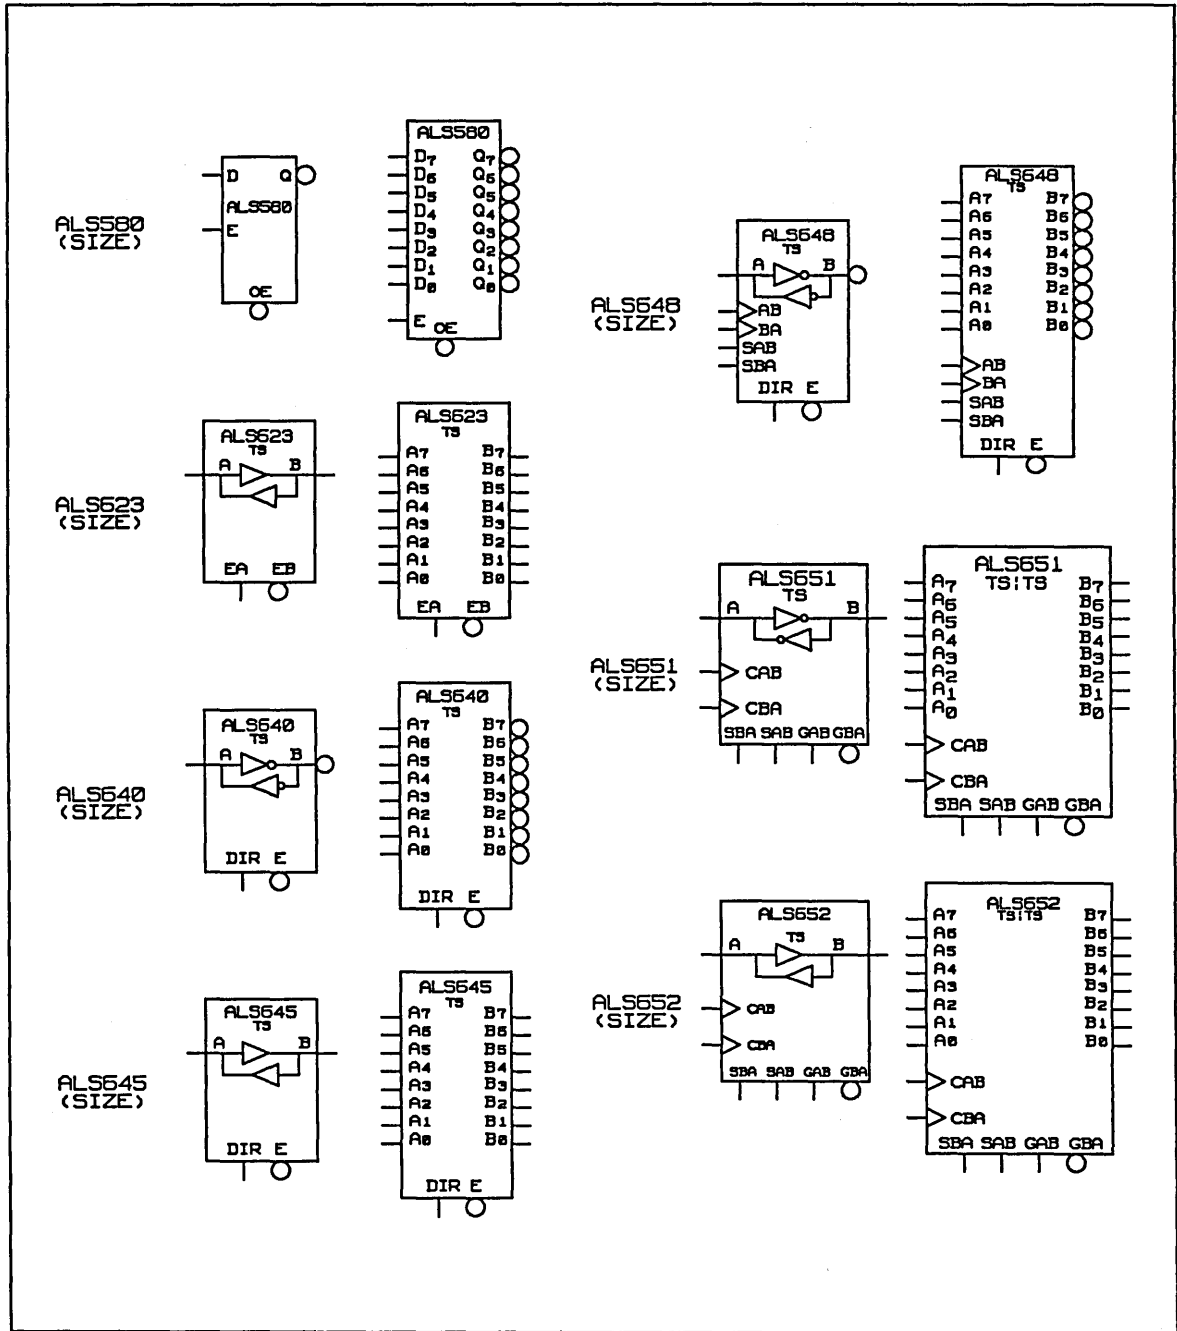 ALS580
(SIZE)
D Q
ALS580
E
OE
ALS580
D7 Q7
D6 Q6
D5 Q5
D4 Q4
D3 Q3
D2 Q2
D1 Q1
D0 Q0
E OE
ALS623
(SIZE)
ALS623
TS
A B
EA EB
ALS623
TS
A7 B7
A6 B6
A5 B5
A4 B4
A3 B3
A2 B2
A1 B1
A0 B0
EA EB
ALS640
(SIZE)
ALS640
TS
A B
DIR E
ALS640
TS
A7 B7
A6 B6
A5 B5
A4 B4
A3 B3
A2 B2
A1 B1
A0 B0
DIR E
ALS645
(SIZE)
ALS645
TS
A B
DIR E
ALS645
TS
A7 B7
A6 B6
A5 B5
A4 B4
A3 B3
A2 B2
A1 B1
A0 B0
DIR E
ALS648
(SIZE)
ALS648
TS
A B
AB
BA
SAB
SBA
DIR E
ALS648
TS
A7 B7
A6 B6
A5 B5
A4 B4
A3 B3
A2 B2
A1 B1
A0 B0
AB
BA
SAB
SBA
DIR E
ALS651
(SIZE)
ALS651
TS
A B
CAB
CBA
SBA SAB GAB GBA
ALS651
TS¦TS
A7 B7
A6 B6
A5 B5
A4 B4
A3 B3
A2 B2
A1 B1
A0 B0
CAB
CBA
SBA SAB GAB GBA
ALS652
(SIZE)
ALS652
TS
A B
CAB
CBA
SBA SAB GAB GBA
ALS652
TS¦TS
A7 B7
A6 B6
A5 B5
A4 B4
A3 B3
A2 B2
A1 B1
A0 B0
CAB
CBA
SBA SAB GAB GBA